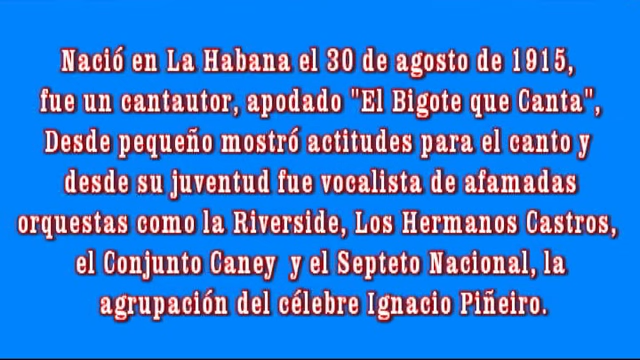 Nació en La Habana el 30 de agosto de 1915,
fue un cantautor, apodado "El Bigote que Canta",
Desde pequeño mostró actitudes para el canto y
desde su juventud fue vocalista de afamadas
orquestas como la Riverside, Los Hermanos Castros,
el Conjunto Caney y el Septeto Nacional, la
agrupación del célebre Ignacio Piñeiro.